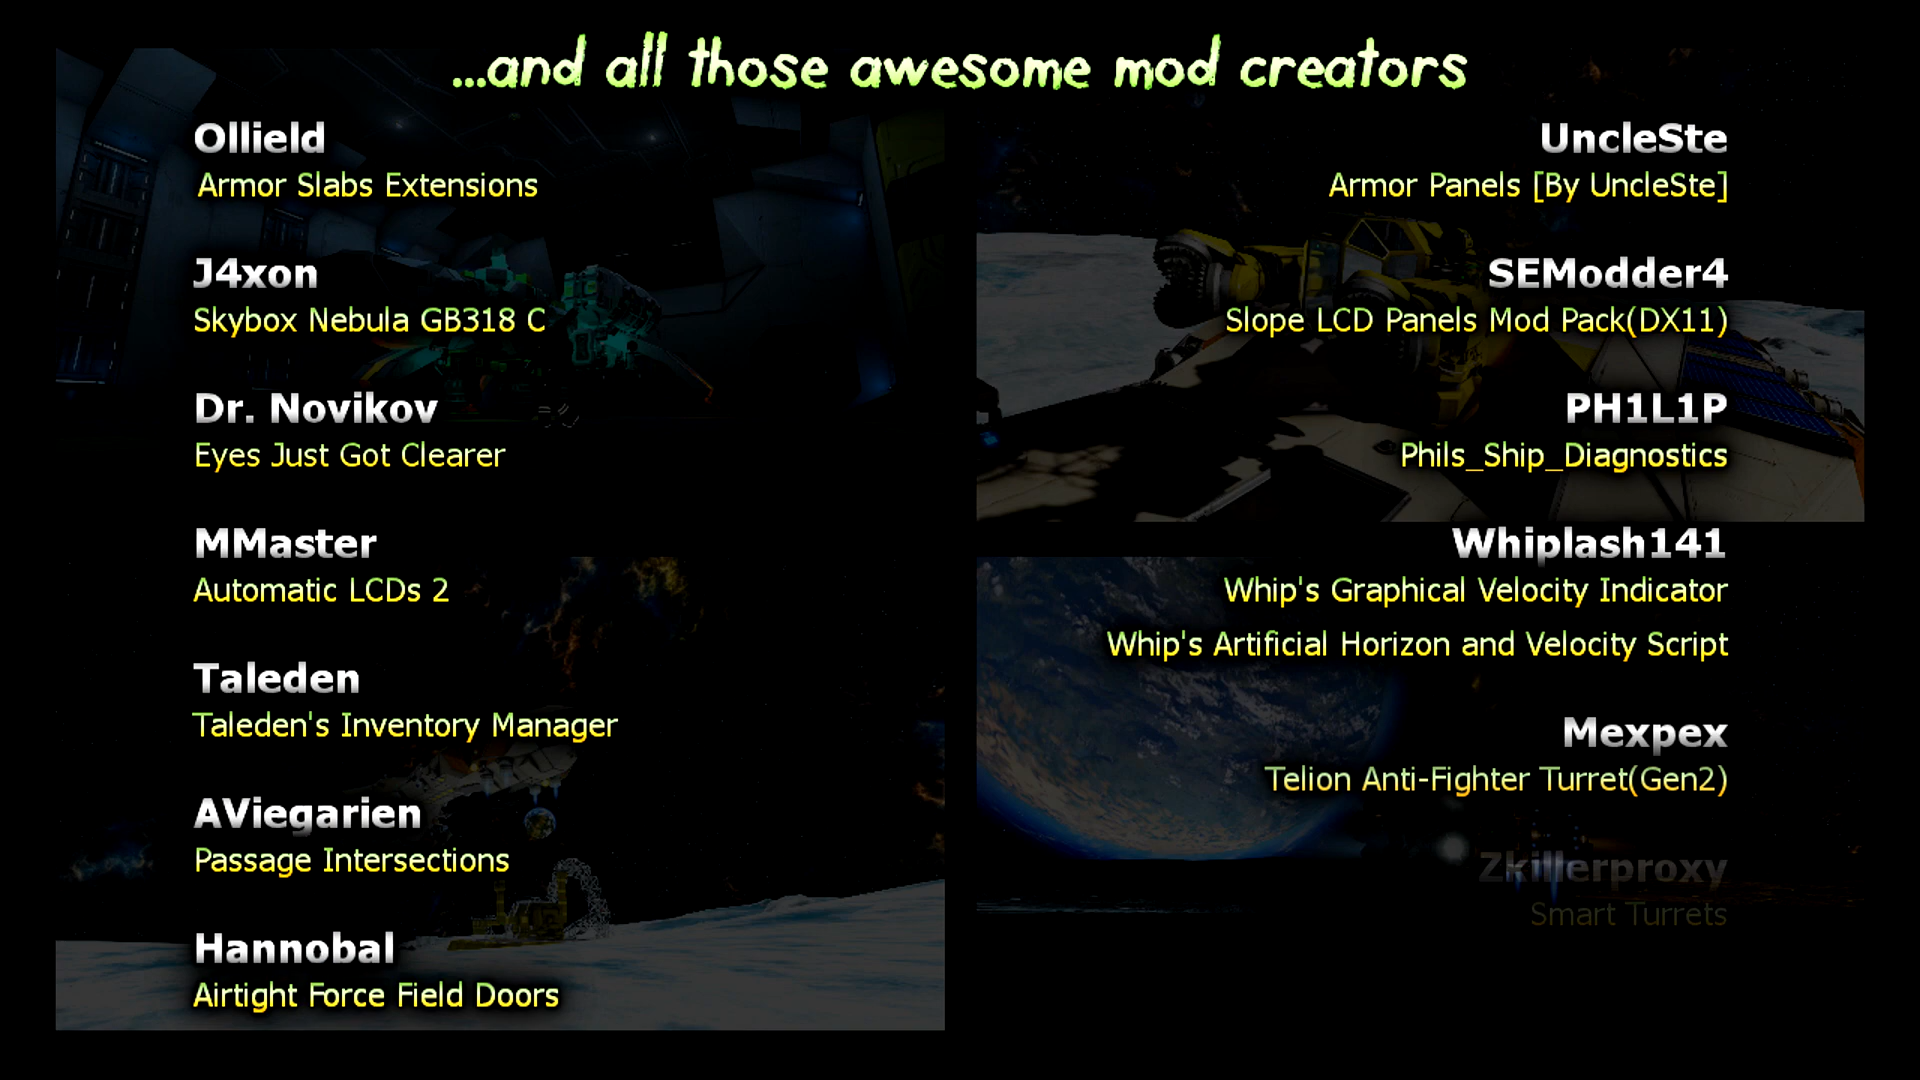 ...and all those awesome mod creators
Ollield
Armor Slabs Extensions
J4xon
Skybox Nebula GB318 C
Dr. Novikov
Eyes Just Got Clearer
MMaster
Automatic LCDs 2
Taleden
Taleden's Inventory Manager
AViegarien
Passage Intersections
Hannobal
Airtight Force Field Doors
UncleSte
Armor Panels [By UncleSte]
SEModder4
Slope LCD Panels Mod Pack(DX11)
PH1L1P
Phils_Ship_Diagnostics
Whiplash141
Whip's Graphical Velocity Indicator
Whip's Artificial Horizon and Velocity Script
Mexpex
Telion Anti-Fighter Turret(Gen2)
Zkillerproxy
Smart Turrets